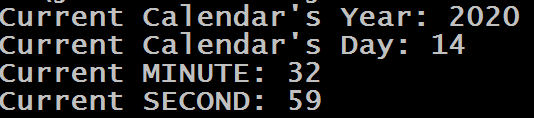 Current Calendar's Year: 2020
Current Calendar's Day: 14
Current MINUTE: 32
Current SECOND: 59